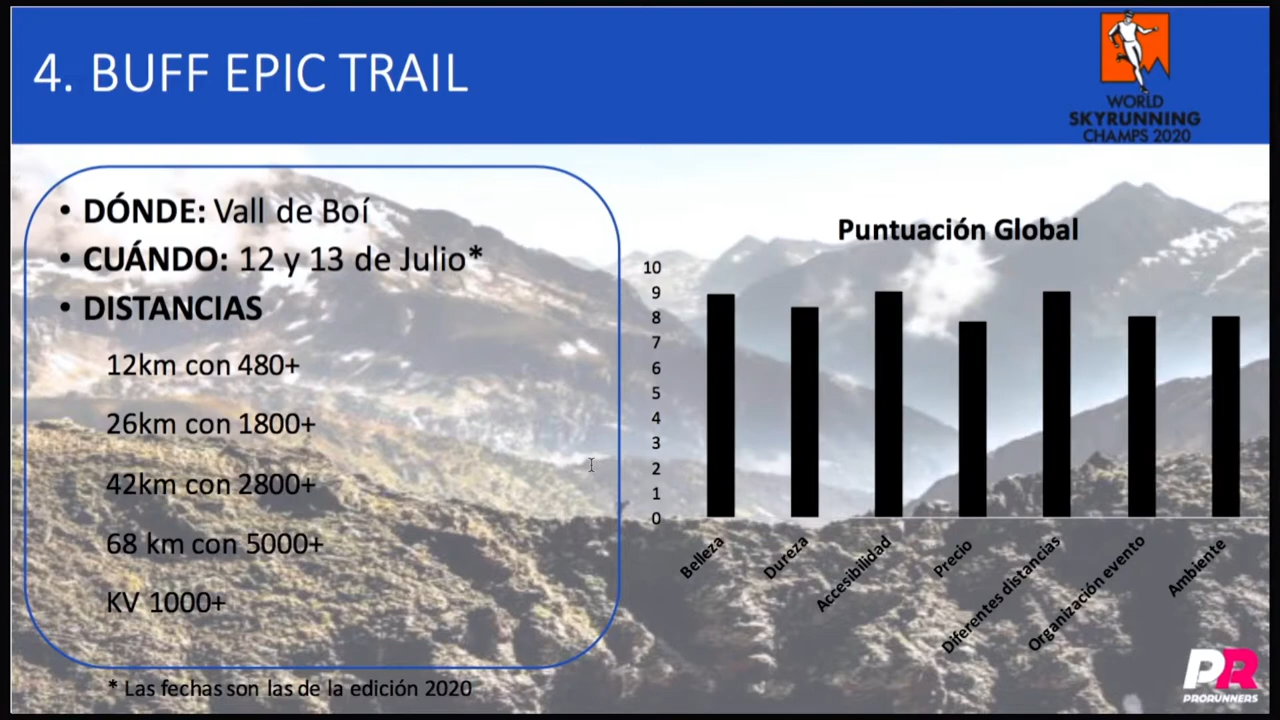 4. BUFF EPIC TRAIL
WORLD
SKYRUNNING
CHAMPS 2020
• DÓNDE: Vall de Boí
• CUÁNDO: 12 y 13 de Julio*
• DISTANCIAS
12km con 480+
26km con 1800+
42km con 2800+
68 km con 5000+
KV 1000+
* Las fechas son las de la edición 2020
Puntuación Global
10
9
8
7
6
5
4
3
2
1
0
Belleza
Dureza
Accesibilidad
Precio
Diferentes distancias
Organización evento
Ambiente
PR
PRORUNNERS